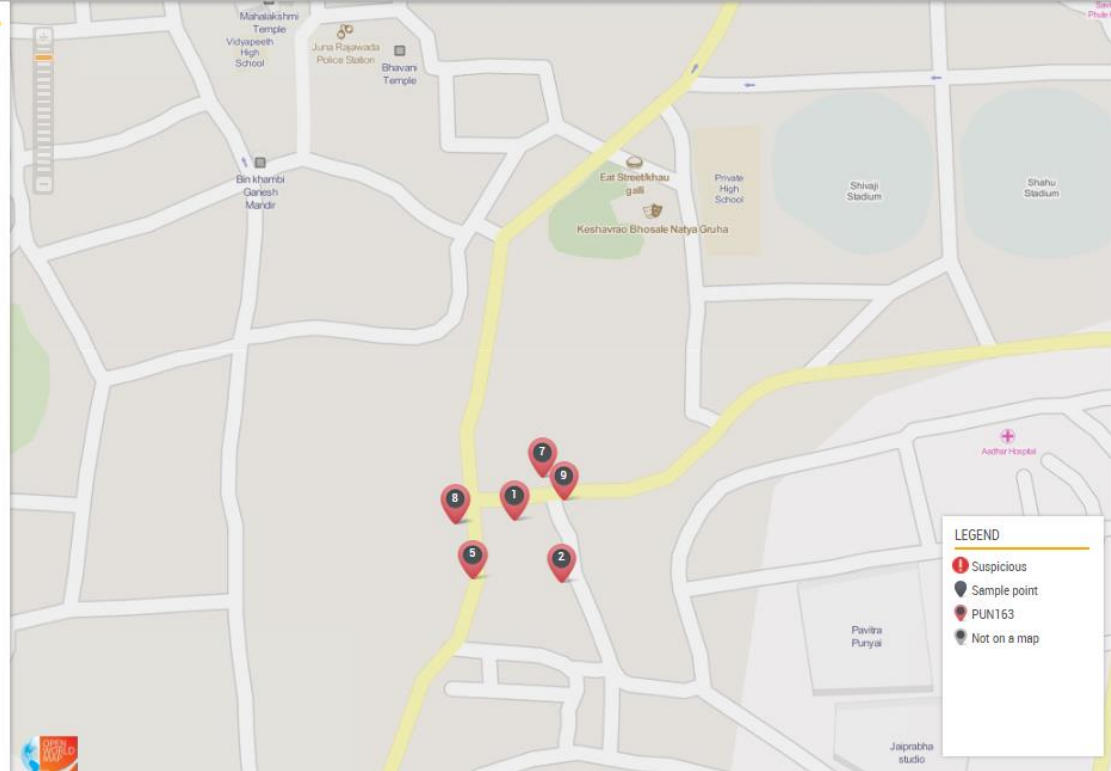 Mahalakshmi
Temple
Vidyapeeth
High
School
Juna Rajawada
Police Station
Bhavani
Temple
Bin khambi
Ganesh
Mandir
Eat Street/khau
galli
Keshavrao Bhosale Natya Gruha
Private
High
School
Shivaji
Stadium
Shahu
Stadium
7
9
8
1
5
2
Aadhar Hospital
LEGEND
Suspicious
Sample point
PUN163
Not on a map
Pavitra
Punyai
Jaiprabha
studio
OPEN
WORLD
MAP